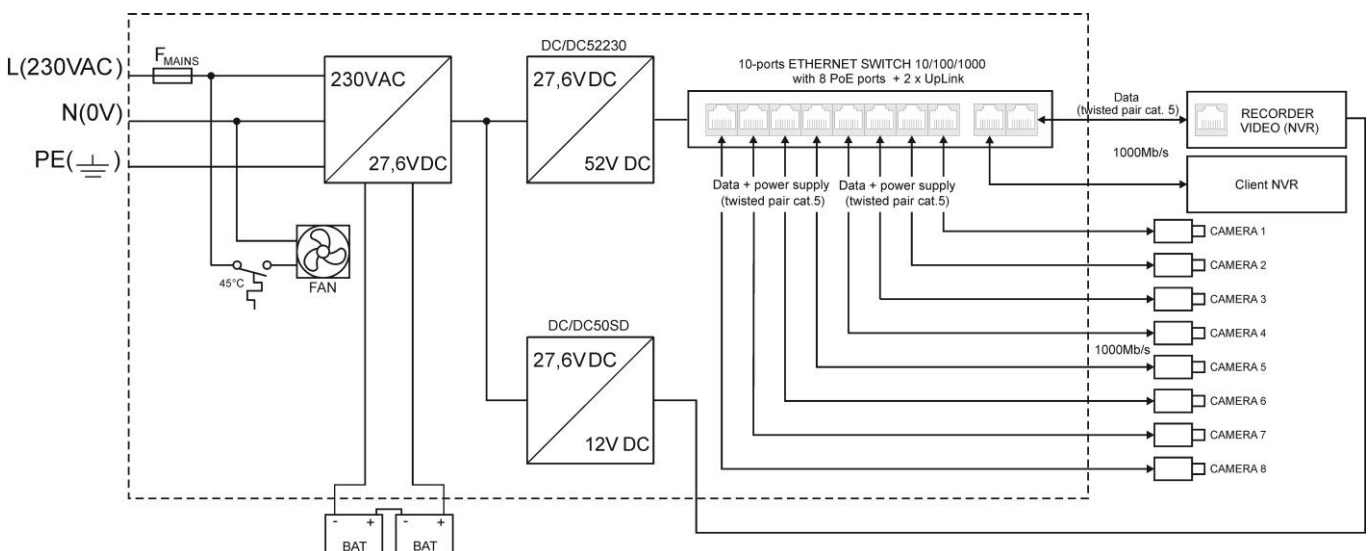 L(230VAC)
F MAINS
N(0V)
PE( )
230VAC
27,6VDC
45°C
FAN
DC/DC52230
27,6VDC
52V DC
DC/DC50SD
27,6VDC
12V DC
- +
BAT
- +
BAT
10-ports ETHERNET SWITCH 10/100/1000
with 8 PoE ports + 2 x UpLink
Data + power supply
(twisted pair cat.5)
Data + power supply
(twisted pair cat.5)
Data
(twisted pair cat. 5)
RECORDER
VIDEO (NVR)
1000Mb/s
Client NVR
CAMERA 1
CAMERA 2
CAMERA 3
CAMERA 4
1000Mb/s
CAMERA 5
CAMERA 6
CAMERA 7
CAMERA 8